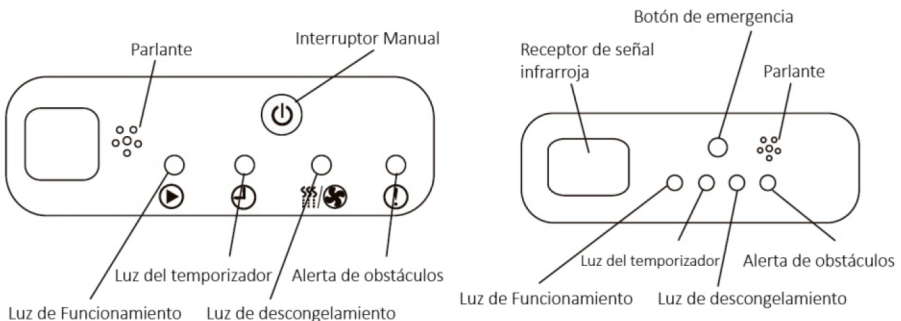 Parlante
Interruptor Manual
Luz del temporizador
Alerta de obstáculos
Luz de Funcionamiento
Luz de descongelamiento
Botón de emergencia
Receptor de señal
infrarroja
Parlante
Luz del temporizador
Alerta de obstáculos
Luz de Funcionamiento
Luz de descongelamiento